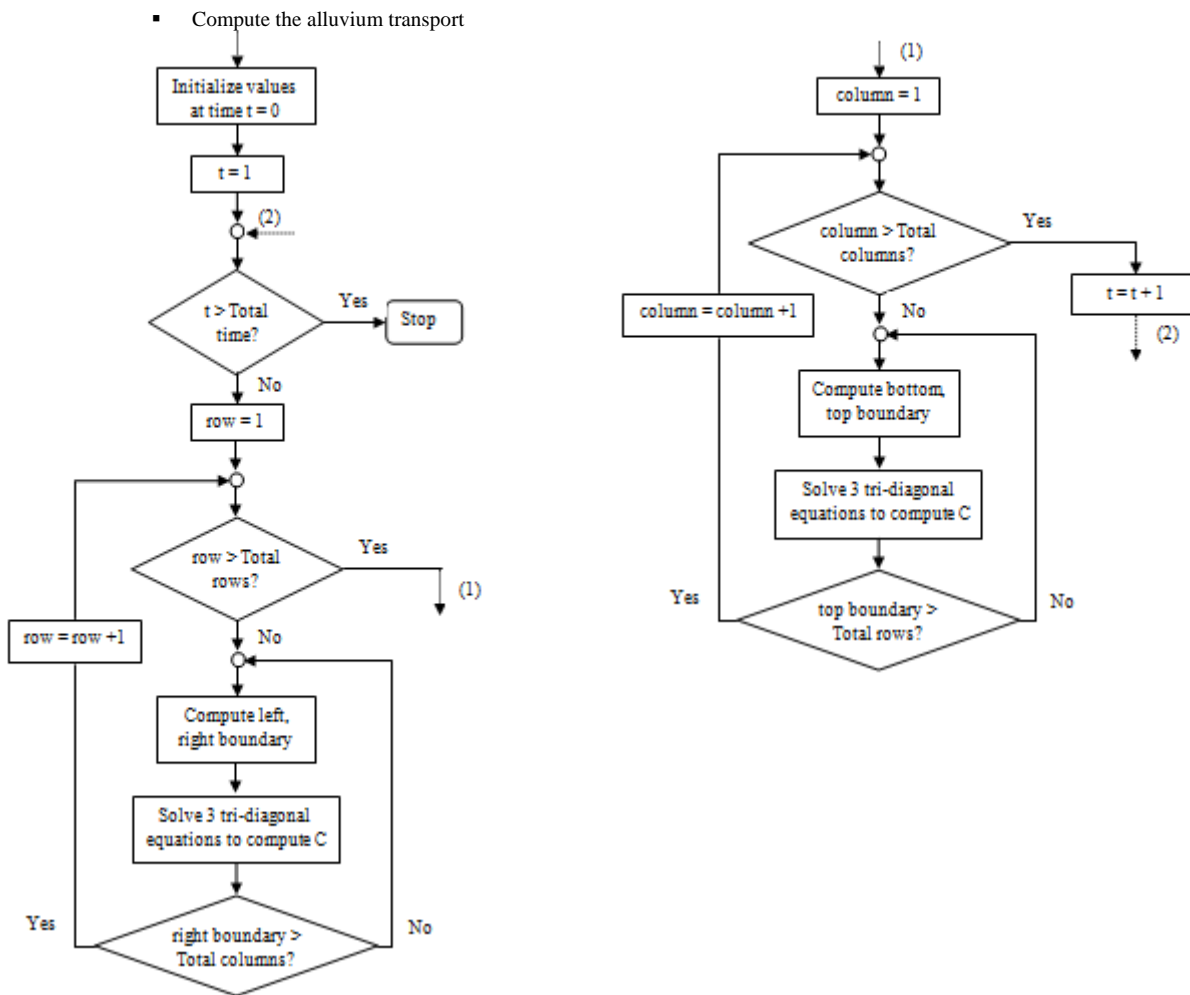 ▪ Compute the alluvium transport
Initialize values
at time t = 0
t = 1
(2)
t > Total
time?
Yes
Stop
No
row = 1
row > Total
rows?
Yes
(1)
row = row +1
No
Compute left,
right boundary
Solve 3 tri-diagonal
equations to compute C
Yes
right boundary >
Total columns?
No
(1)
column = 1
column > Total
columns?
Yes
t = t + 1
(2)
column = column +1
No
Compute bottom,
top boundary
Solve 3 tri-diagonal
equations to compute C
Yes
top boundary >
Total rows?
No